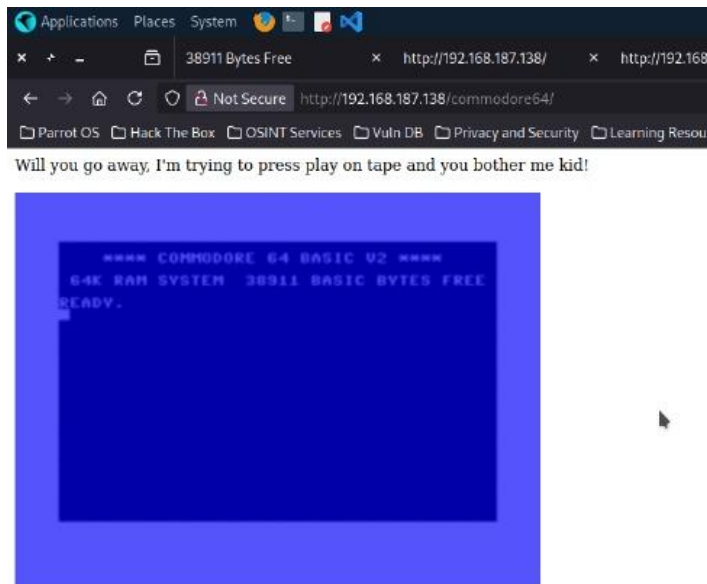 Applications Places System
38911 Bytes Free × http://192.168.187.138/ × http://192.168
Not Secure http://192.168.187.138/commodore64/
Parrot OS Hack The Box OSINT Services Vuln DB Privacy and Security Learning Resou
Will you go away, I'm trying to press play on tape and you bother me kid!
**** COMMODORE 64 BASIC V2 ****
64K RAM SYSTEM 38911 BASIC BYTES FREE
READY.